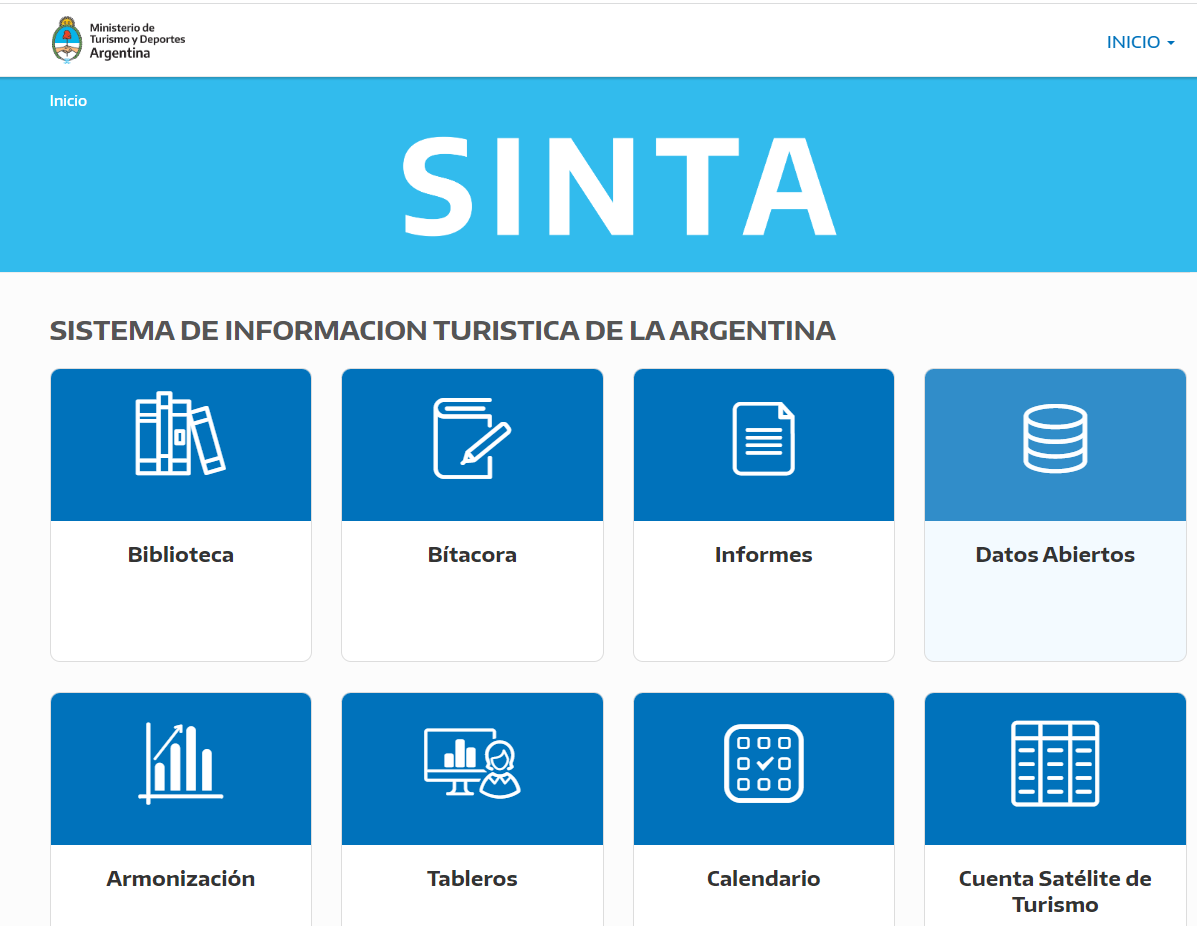 Ministerio de
Turismo y Deportes
Argentina
INICIO
Inicio
SINTA
SISTEMA DE INFORMACION TURISTICA DE LA ARGENTINA
Biblioteca
Bítacora
Informes
Datos Abiertos
Armonización
Tableros
Calendario
Cuenta Satélite de
Turismo